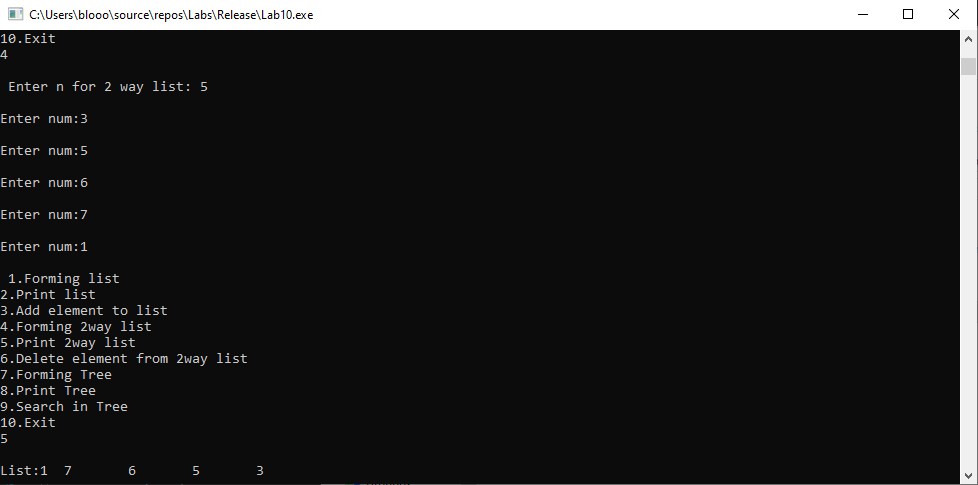 C:\Users\blooo\source\repos\Labs\Release\Lab10.exe
10.Exit
4
Enter n for 2 way list: 5
Enter num:3
Enter num:5
Enter num:6
Enter num:7
Enter num:1
1.Forming list
2.Print list
3.Add element to list
4.Forming 2way list
5.Print 2way list
6.Delete element from 2way list
7.Forming Tree
8.Print Tree
9.Search in Tree
10.Exit
5
List:1 7 6 5 3